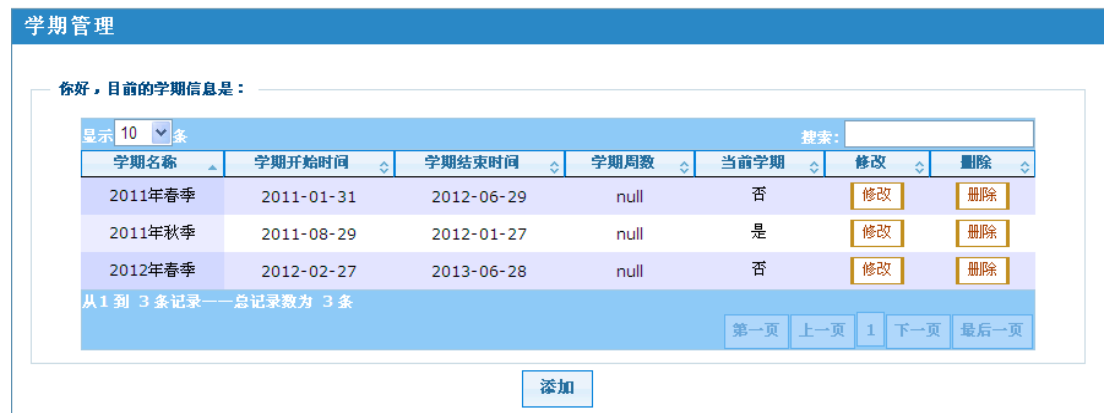 学期管理
你好，目前的学期信息是：
显示 10 条 搜索：
学期名称 学期开始时间 学期结束时间 学期周数 当前学期 修改 删除
2011年春季 2011-01-31 2012-06-29 null 否 修改 删除
2011年秋季 2011-08-29 2012-01-27 null 是 修改 删除
2012年春季 2012-02-27 2013-06-28 null 否 修改 删除
从1 到 3 条记录——总记录数为 3 条
第一页 上一页 1 下一页 最后一页
添加